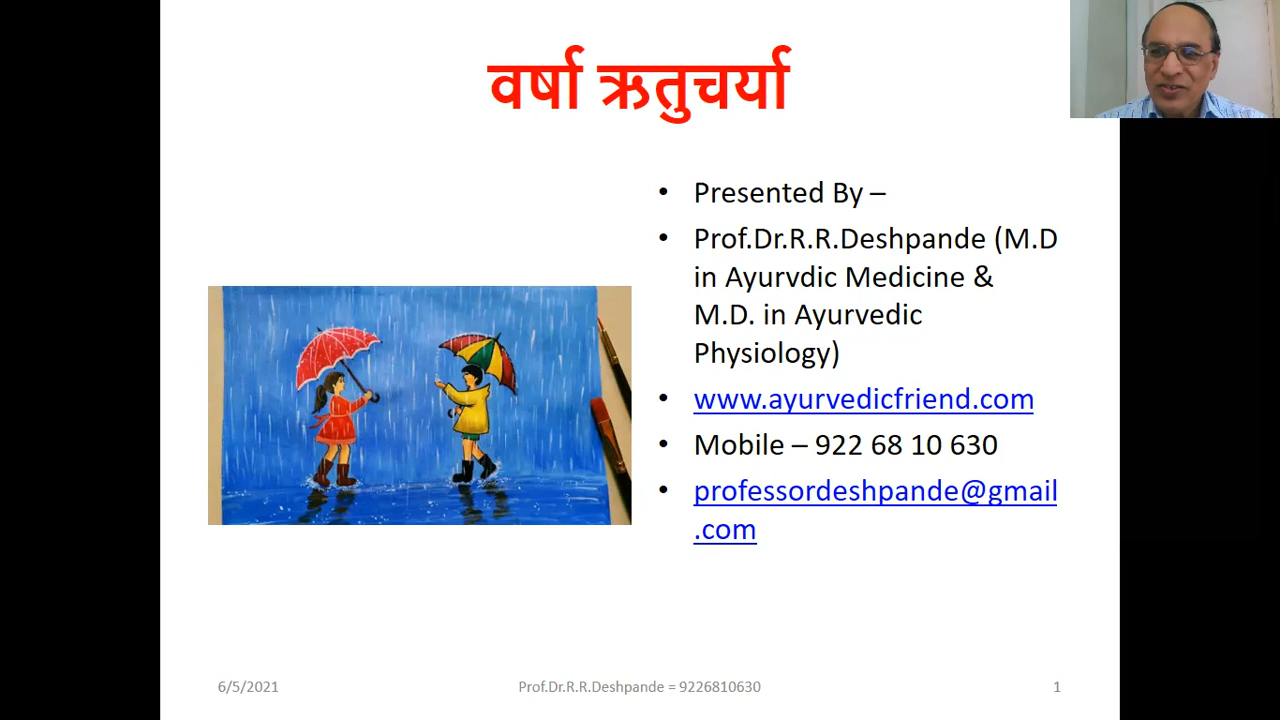 वर्षा ऋतुचर्या
• Presented By –
• Prof.Dr.R.R.Deshpande (M.D
in Ayurvdic Medicine &
M.D. in Ayurvedic
Physiology)
• www.ayurvedicfriend.com
• Mobile – 922 68 10 630
• professordeshpande@gmail
.com
6/5/2021
Prof.Dr.R.R.Deshpande = 9226810630
1